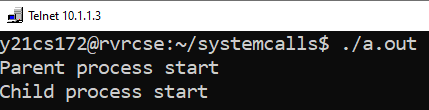 Telnet 10.1.1.3
y21cs172@rvrcse:~/systemcalls$ ./a.out
Parent process start
Child process start